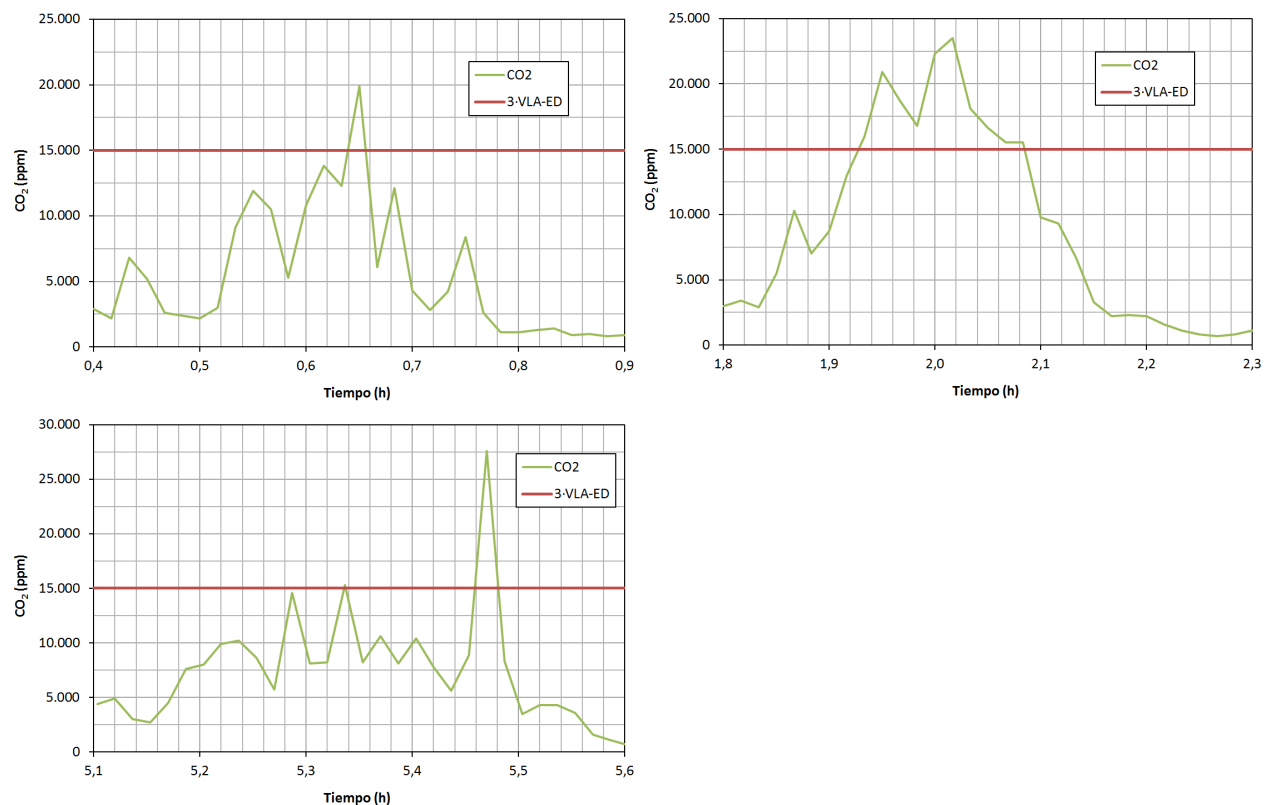 25.000
20.000
15.000
10.000
5.000
0
CO₂ (ppm)
0,4 0,5 0,6 0,7 0,8 0,9
Tiempo (h)
CO2
3·VLA-ED
25.000
20.000
15.000
10.000
5.000
0
CO₂ (ppm)
1,8 1,9 2,0 2,1 2,2 2,3
Tiempo (h)
CO2
3·VLA-ED
30.000
25.000
20.000
15.000
10.000
5.000
0
CO₂ (ppm)
5,1 5,2 5,3 5,4 5,5 5,6
Tiempo (h)
CO2
3·VLA-ED